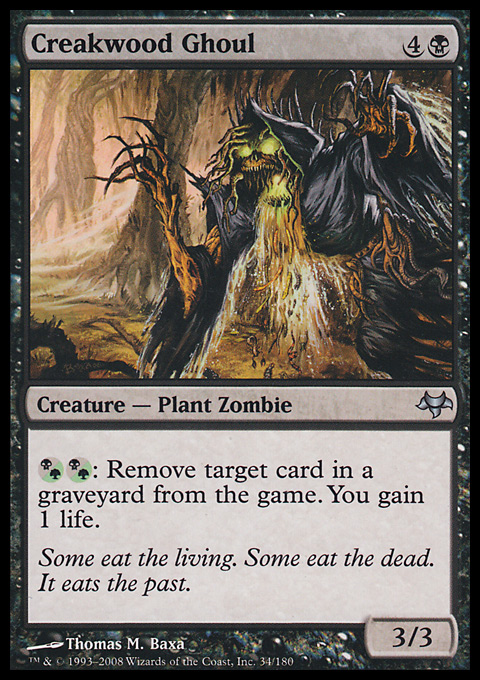 Creakwood Ghoul 4
Creature — Plant Zombie
: Remove target card in a
graveyard from the game. You gain
1 life.
Some eat the living. Some eat the dead.
It eats the past.
3/3
Thomas M. Baxa
™ & © 1993–2008 Wizards of the Coast, Inc. 34/180